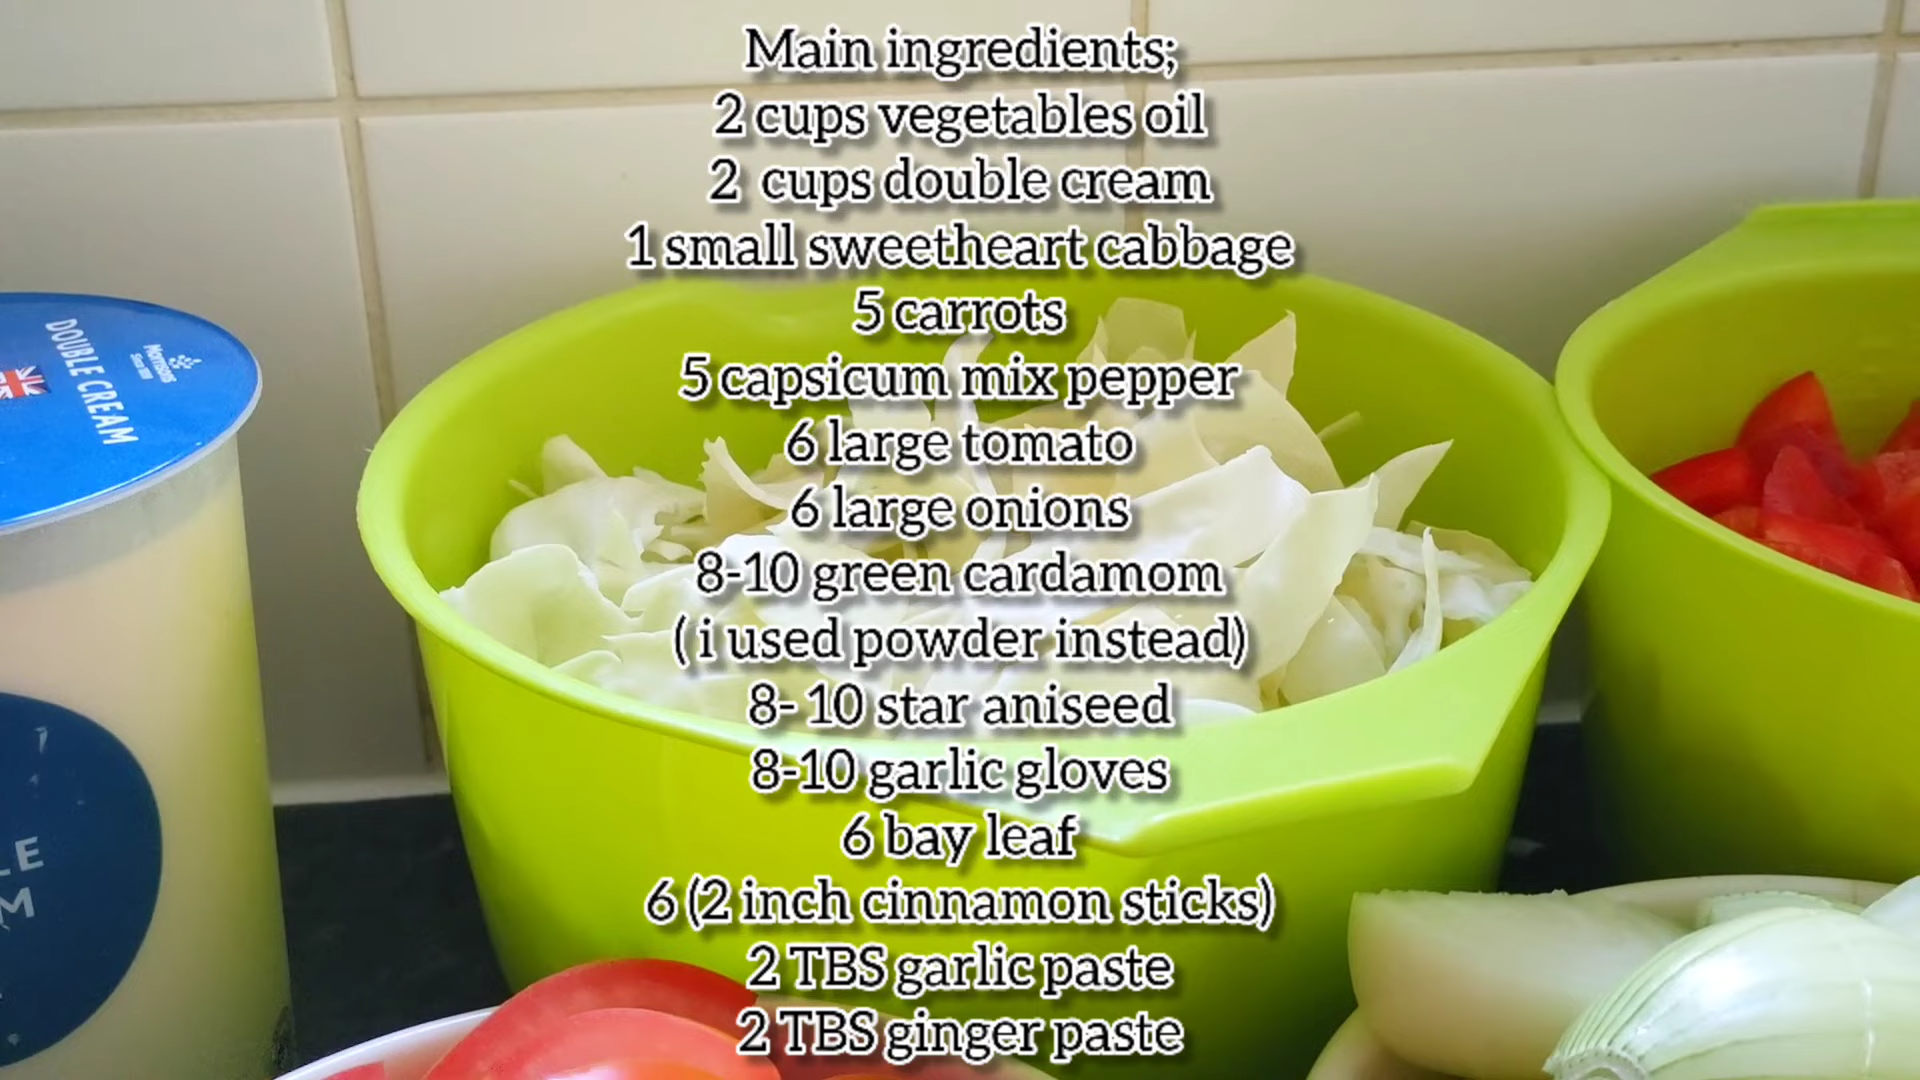 Main ingredients;
2 cups vegetables oil
2 cups double cream
1 small sweetheart cabbage
5 carrots
5 capsicum mix pepper
6 large tomato
6 large onions
8-10 green cardamom
( i used powder instead)
8- 10 star aniseed
8-10 garlic gloves
6 bay leaf
6 (2 inch cinnamon sticks)
2 TBS garlic paste
2 TBS ginger paste
DOUBLE CREAM
Morrisons